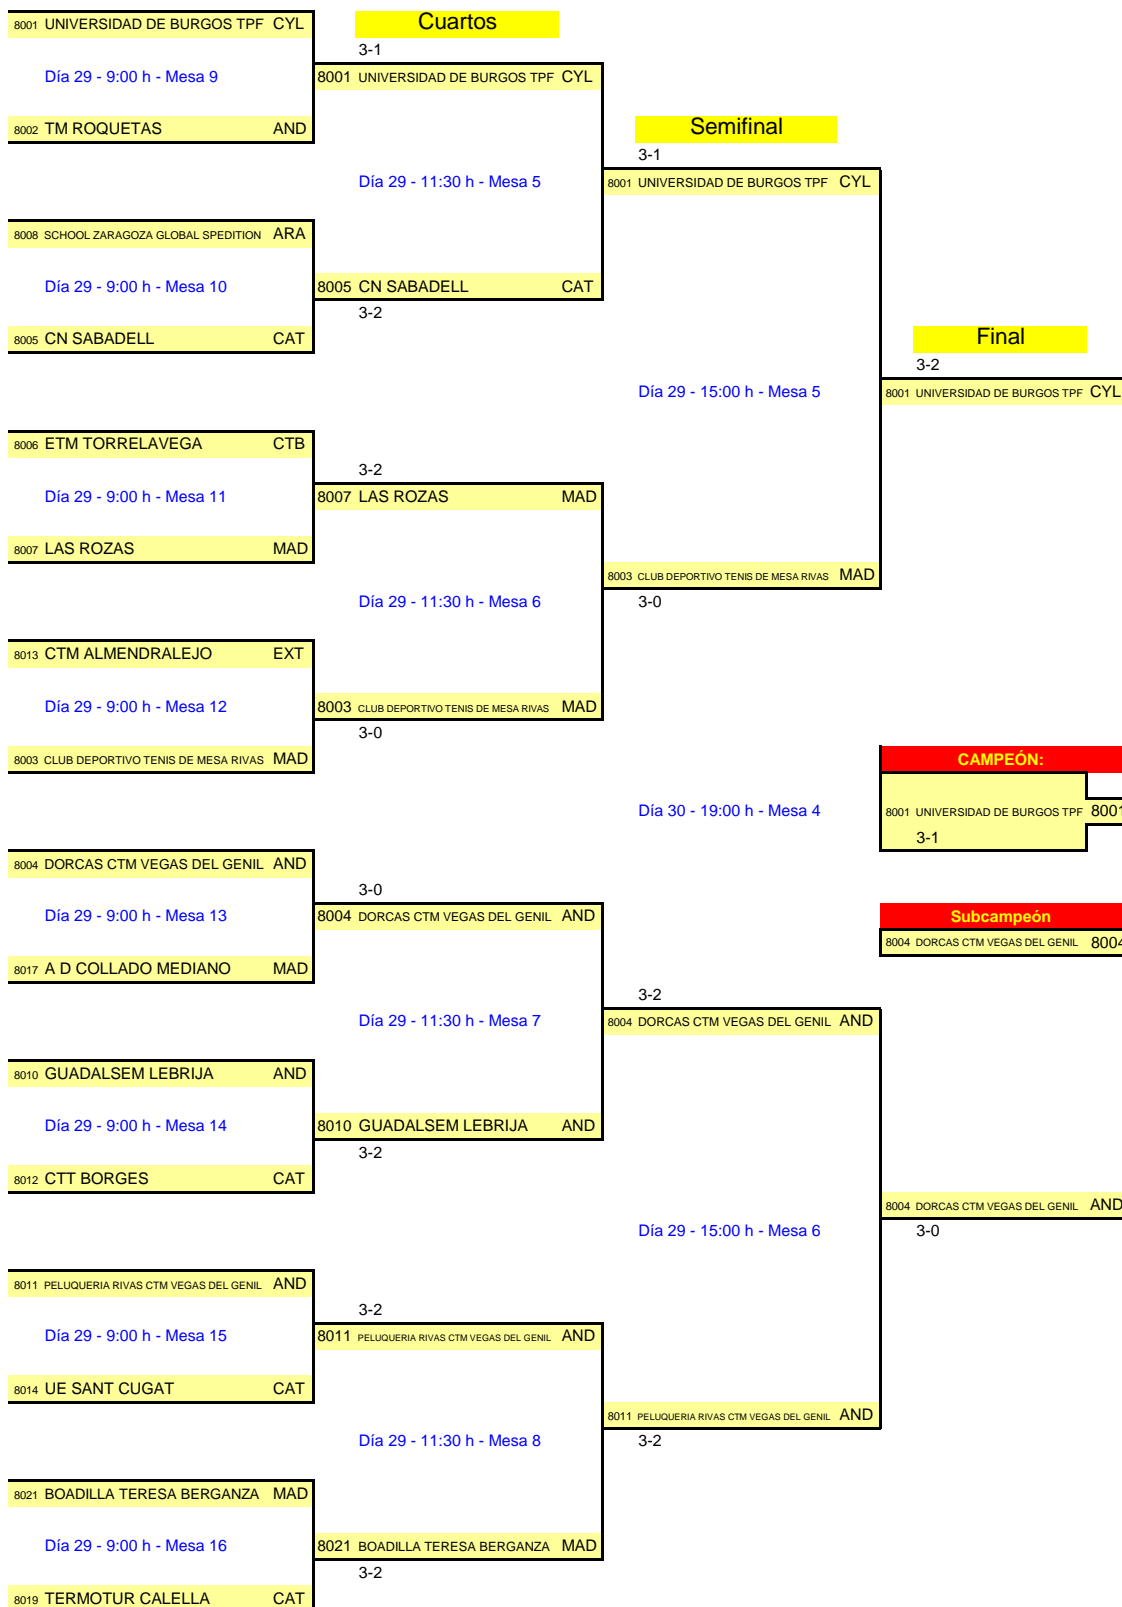 8001 UNIVERSIDAD DE BURGOS TPF CYL
Cuartos
3-1
Día 29 - 9:00 h - Mesa 9
8001 UNIVERSIDAD DE BURGOS TPF CYL
8002 TM ROQUETAS AND
Semifinal
3-1
Día 29 - 11:30 h - Mesa 5
8001 UNIVERSIDAD DE BURGOS TPF CYL
8008 SCHOOL ZARAGOZA GLOBAL SPEDITION ARA
Día 29 - 9:00 h - Mesa 10
8005 CN SABADELL CAT
3-2
8005 CN SABADELL CAT
Final
3-2
Día 29 - 15:00 h - Mesa 5
8001 UNIVERSIDAD DE BURGOS TPF CYL
8006 ETM TORRELAVEGA CTB
3-2
Día 29 - 9:00 h - Mesa 11
8007 LAS ROZAS MAD
8007 LAS ROZAS MAD
8003 CLUB DEPORTIVO TENIS DE MESA RIVAS MAD
Día 29 - 11:30 h - Mesa 6
3-0
8013 CTM ALMENDRALEJO EXT
Día 29 - 9:00 h - Mesa 12
8003 CLUB DEPORTIVO TENIS DE MESA RIVAS MAD
3-0
8003 CLUB DEPORTIVO TENIS DE MESA RIVAS MAD
CAMPEÓN:
Día 30 - 19:00 h - Mesa 4
8001 UNIVERSIDAD DE BURGOS TPF 8001
3-1
8004 DORCAS CTM VEGAS DEL GENIL AND
3-0
Día 29 - 9:00 h - Mesa 13
8004 DORCAS CTM VEGAS DEL GENIL AND
Subcampeón
8004 DORCAS CTM VEGAS DEL GENIL 8004
8017 A D COLLADO MEDIANO MAD
3-2
Día 29 - 11:30 h - Mesa 7
8004 DORCAS CTM VEGAS DEL GENIL AND
8010 GUADALSEM LEBRIJA AND
Día 29 - 9:00 h - Mesa 14
8010 GUADALSEM LEBRIJA AND
3-2
8012 CTT BORGES CAT
8004 DORCAS CTM VEGAS DEL GENIL AND
Día 29 - 15:00 h - Mesa 6
3-0
8011 PELUQUERIA RIVAS CTM VEGAS DEL GENIL AND
3-2
Día 29 - 9:00 h - Mesa 15
8011 PELUQUERIA RIVAS CTM VEGAS DEL GENIL AND
8014 UE SANT CUGAT CAT
8011 PELUQUERIA RIVAS CTM VEGAS DEL GENIL AND
Día 29 - 11:30 h - Mesa 8
3-2
8021 BOADILLA TERESA BERGANZA MAD
Día 29 - 9:00 h - Mesa 16
8021 BOADILLA TERESA BERGANZA MAD
3-2
8019 TERMOTUR CALELLA CAT